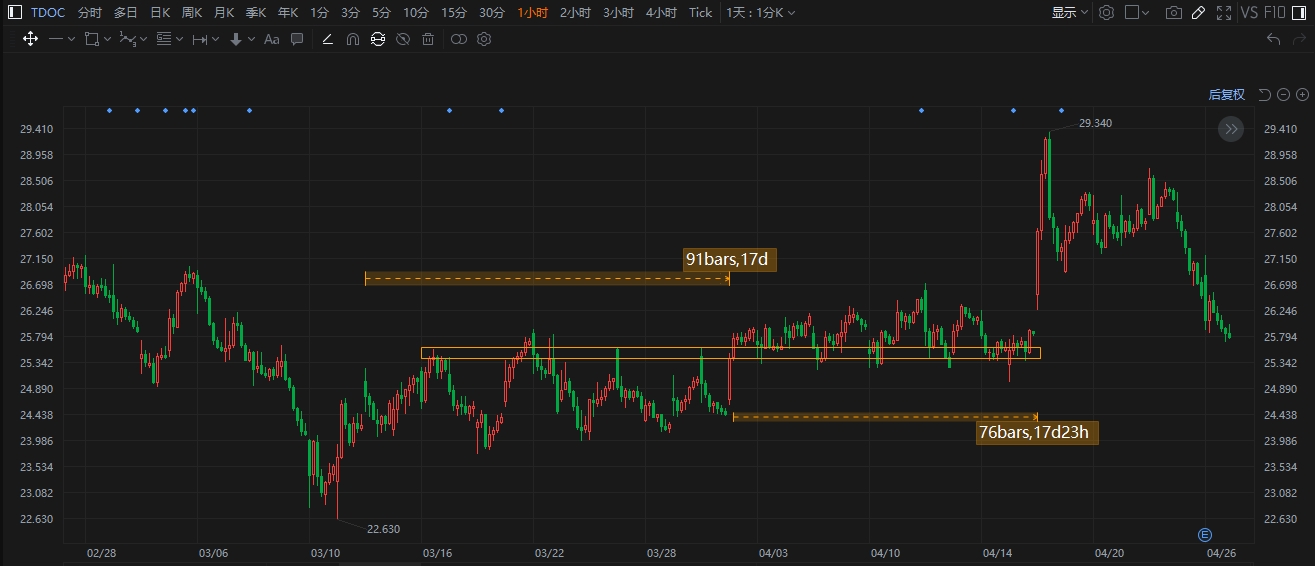 TDOC 分时 多日 日K 周K 月K 季K 年K 1分 3分 5分 10分 15分 30分 1小时 2小时 3小时 4小时 Tick 1天 : 1分K 显示 VS F10
Aa
后复权
29.340
29.410 29.410
28.958 28.958
28.506 28.506
28.054 28.054
27.602 27.602
27.150 91bars,17d 27.150
26.698 26.698
26.246 26.246
25.794 25.794
25.342 25.342
24.890 24.890
24.438 24.438
76bars,17d23h
23.986 23.986
23.534 23.534
23.082 23.082
22.630 22.630
22.630
E
02/28 03/06 03/10 03/16 03/22 03/28 04/03 04/10 04/14 04/20 04/26